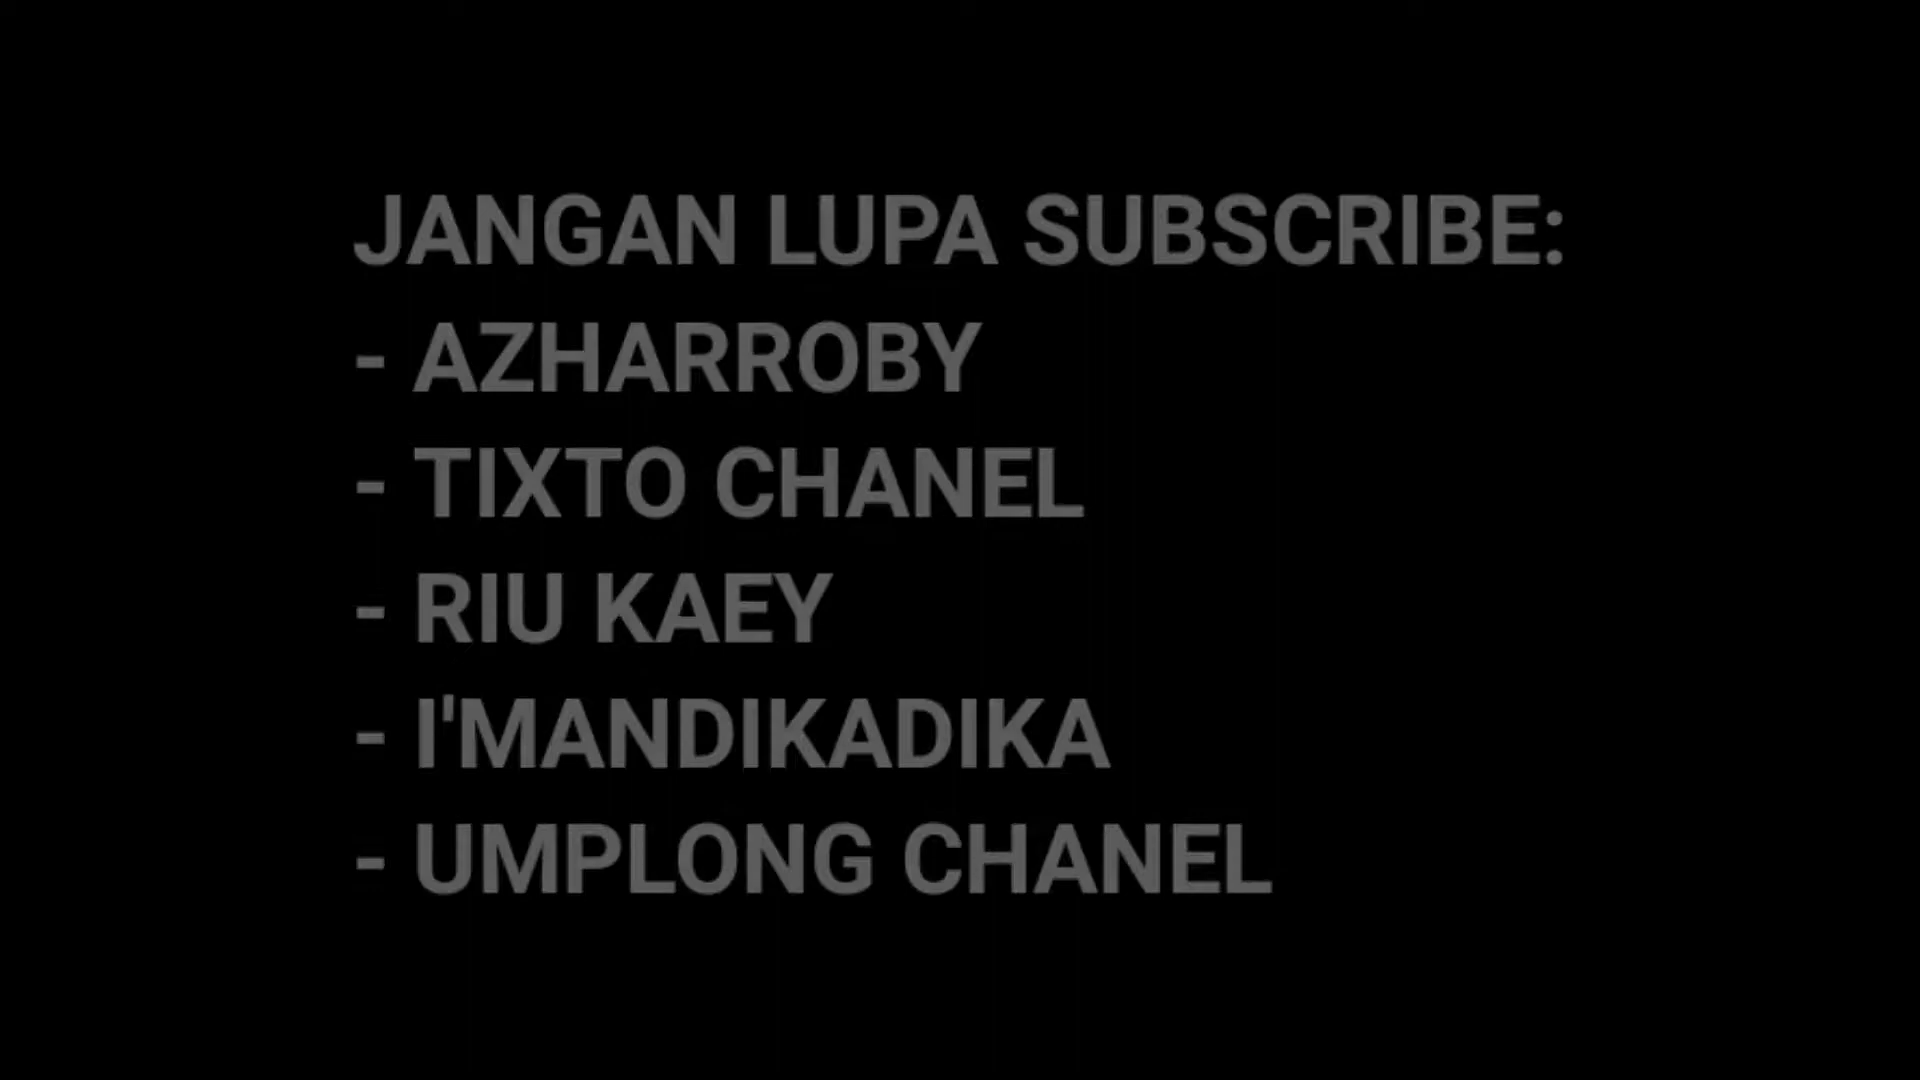 JANGAN LUPA SUBSCRIBE:
- AZHARROBY
- TIXTO CHANEL
- RIU KAEY
- I'MANDIKADIKA
- UMPLONG CHANEL